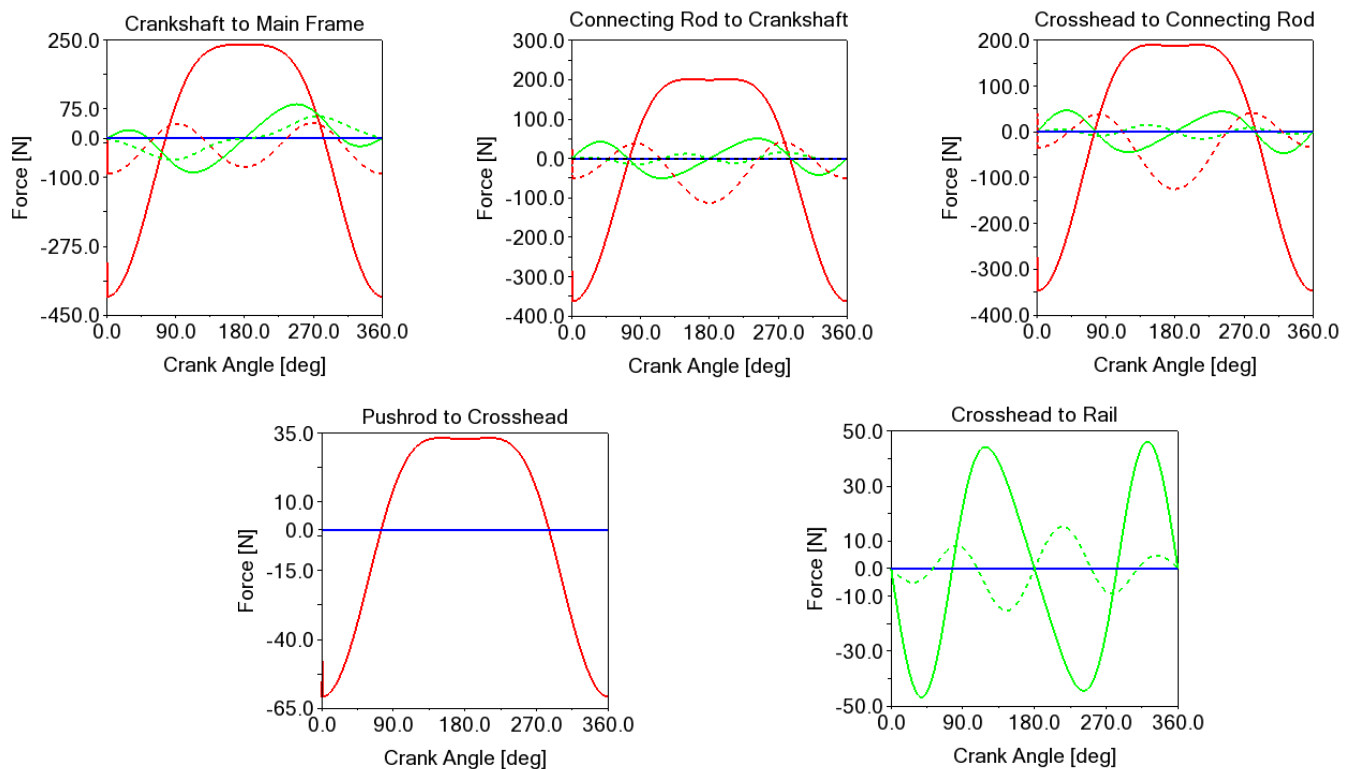 Crankshaft to Main Frame
250.0
75.0
0.0
-100.0
-275.0
-450.0
Force [N]
0.0 90.0 180.0 270.0 360.0
Crank Angle [deg]
Connecting Rod to Crankshaft
300.0
200.0
100.0
0.0
-100.0
-200.0
-300.0
-400.0
Force [N]
0.0 90.0 180.0 270.0 360.0
Crank Angle [deg]
Crosshead to Connecting Rod
200.0
100.0
0.0
-100.0
-200.0
-300.0
-400.0
Force [N]
0.0 90.0 180.0 270.0 360.0
Crank Angle [deg]
Pushrod to Crosshead
35.0
10.0
0.0
-15.0
-40.0
-65.0
Force [N]
0.0 90.0 180.0 270.0 360.0
Crank Angle [deg]
Crosshead to Rail
50.0
30.0
10.0
0.0
-10.0
-30.0
-50.0
Force [N]
0.0 90.0 180.0 270.0 360.0
Crank Angle [deg]